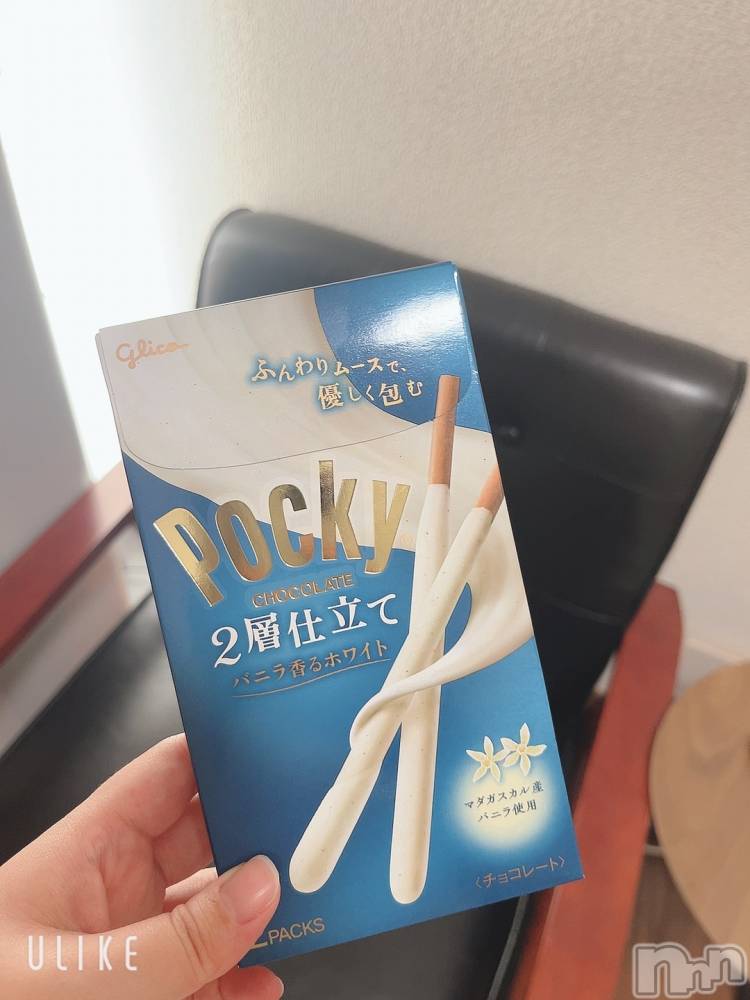 Glico
ふんわりムースで、
優しく包む
Pocky
CHOCOLATE
2層仕立て
バニラ香るホワイト
マダガスカル産
バニラ使用
〈チョコレート〉
2 PACKS
ULIKE
nnn